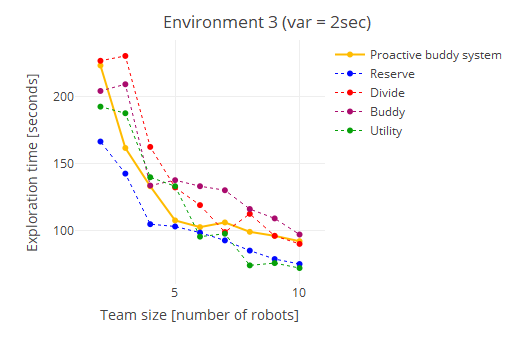 Environment 3 (var = 2sec)
Proactive buddy system
Reserve
Divide
Buddy
Utility
Exploration time [seconds]
200
150
100
5
10
Team size [number of robots]